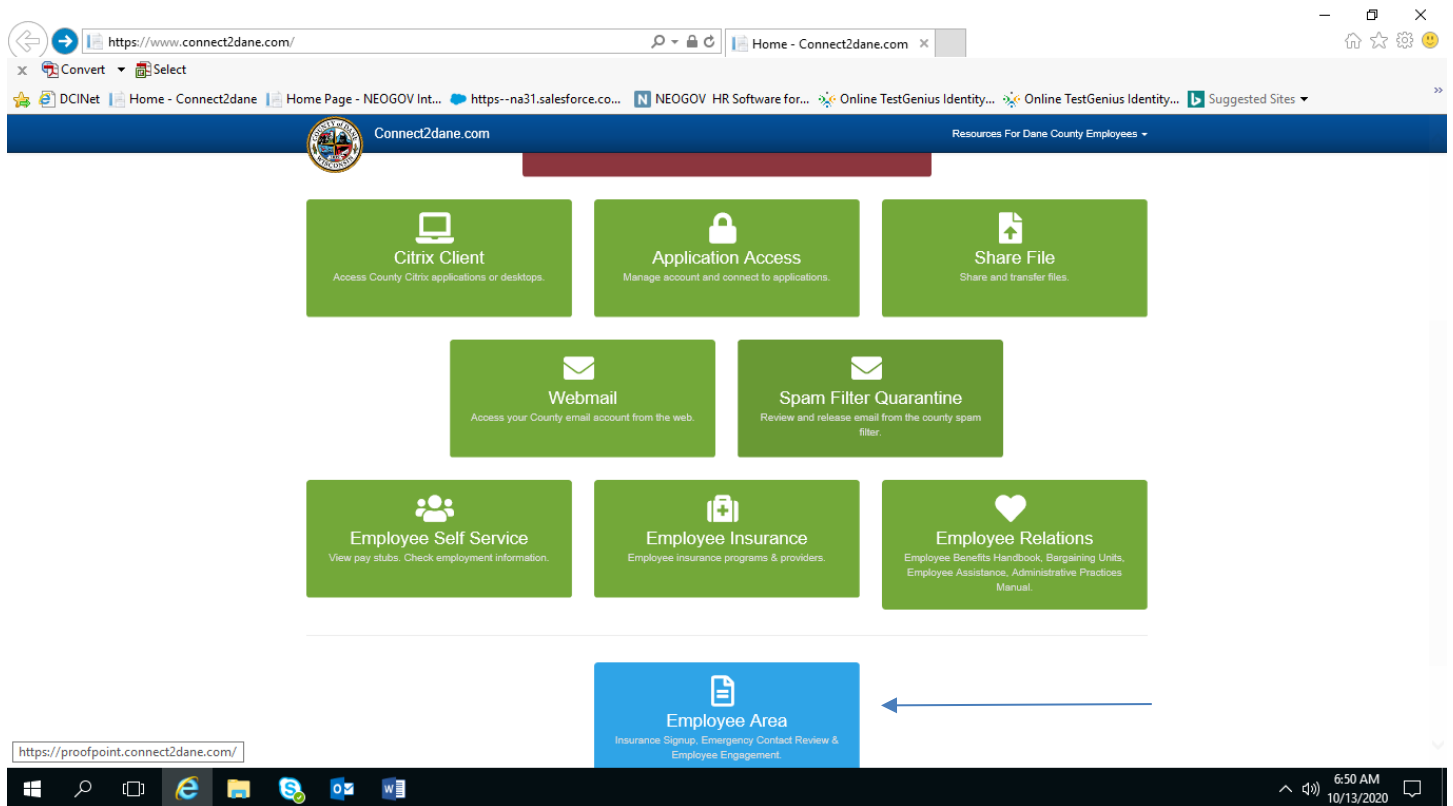 https://www.connect2dane.com/
Home - Connect2dane.com
x Convert Select
DCINet Home - Connect2dane Home Page - NEOGOV Int... https--na31.salesforce.co... NEOGOV HR Software for... Online TestGenius Identity... Online TestGenius Identity... Suggested Sites
COUNTY of DANE
WISCONSIN
Connect2dane.com
Resources For Dane County Employees
Citrix Client
Access County Citrix applications or desktops.
Application Access
Manage account and connect to applications.
Share File
Share and transfer files.
Webmail
Access your County email account from the web.
Spam Filter Quarantine
Review and release email from the county spam
filter.
Employee Self Service
View pay stubs. Check employment information.
Employee Insurance
Employee insurance programs & providers.
Employee Relations
Employee Benefits Handbook, Bargaining Units,
Employee Assistance, Administrative Practices
Manual.
Employee Area
Insurance Signup, Emergency Contact Review &
Employee Engagement.
https://proofpoint.connect2dane.com/
6:50 AM
10/13/2020